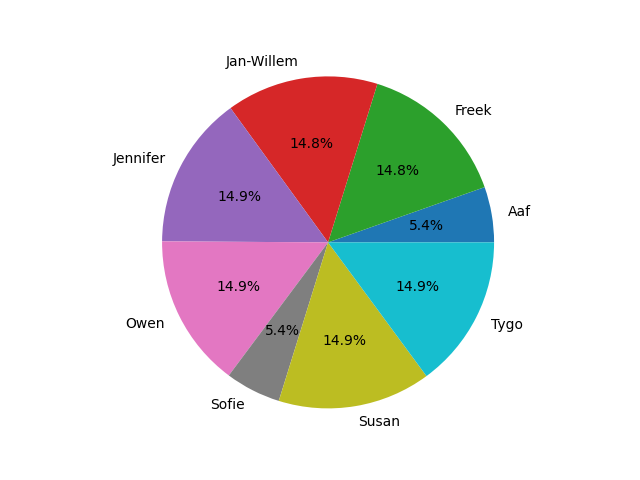 Jan-Willem
Freek
14.8%
14.8%
Jennifer
14.9%
Aaf
5.4%
Owen
14.9%
14.9%
Tygo
5.4%
14.9%
Sofie
Susan